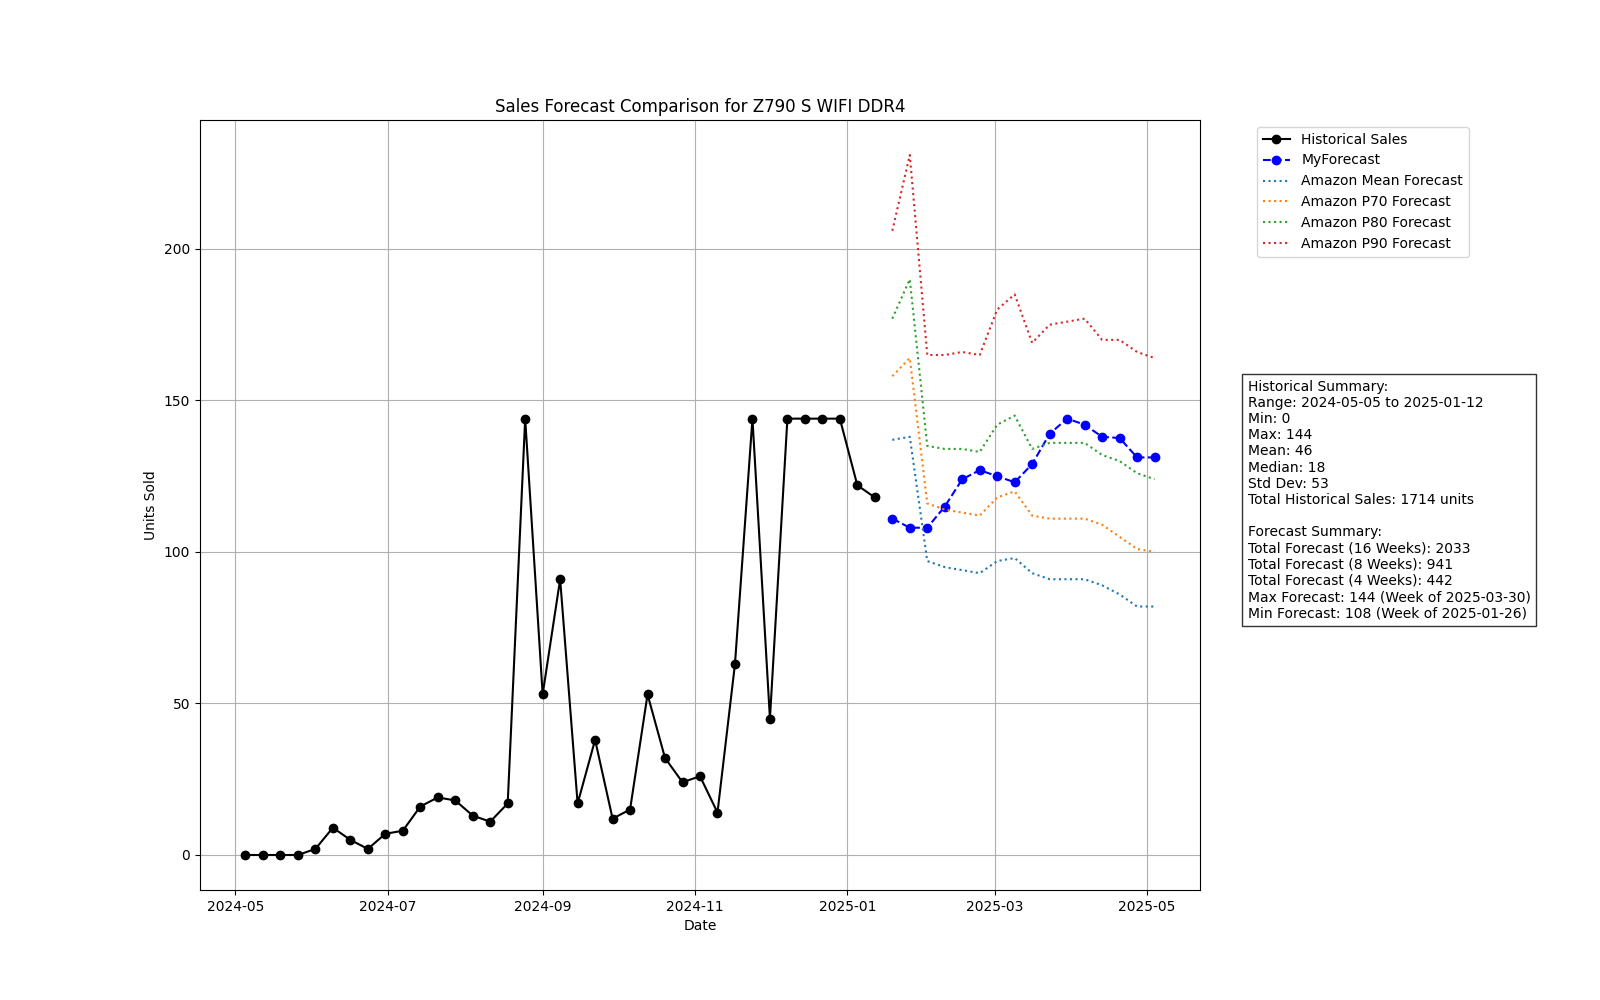 Sales Forecast Comparison for Z790 S WIFI DDR4
Historical Sales
MyForecast
Amazon Mean Forecast
Amazon P70 Forecast
Amazon P80 Forecast
Amazon P90 Forecast
200
150
100
50
0
Units Sold
2024-05
2024-07
2024-09
2024-11
2025-01
2025-03
2025-05
Date
Historical Summary:
Range: 2024-05-05 to 2025-01-12
Min: 0
Max: 144
Mean: 46
Median: 18
Std Dev: 53
Total Historical Sales: 1714 units
Forecast Summary:
Total Forecast (16 Weeks): 2033
Total Forecast (8 Weeks): 941
Total Forecast (4 Weeks): 442
Max Forecast: 144 (Week of 2025-03-30)
Min Forecast: 108 (Week of 2025-01-26)